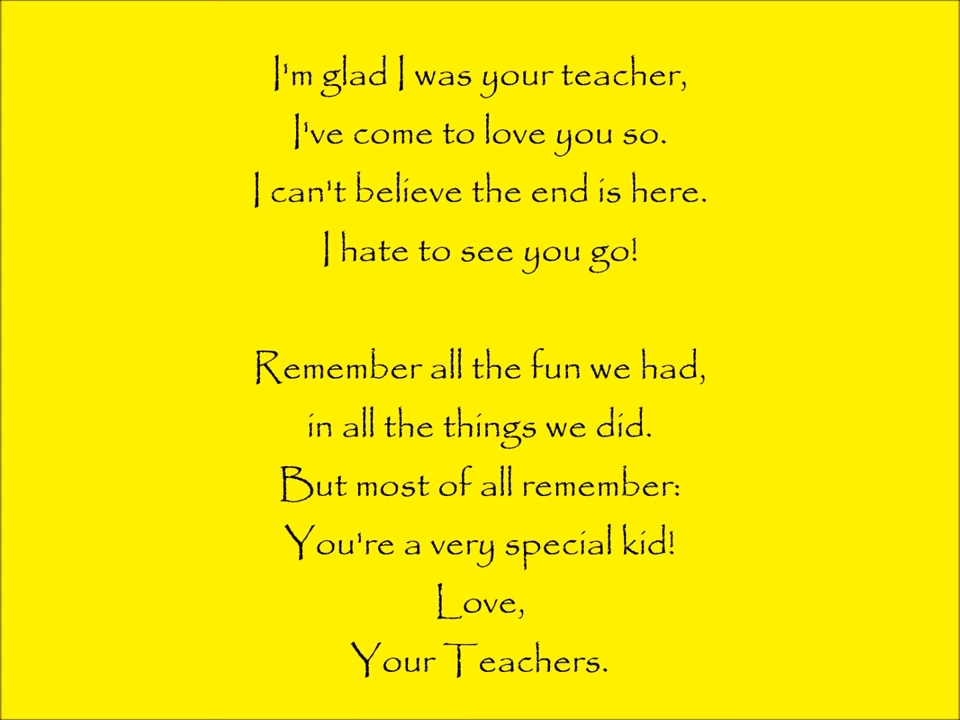 I'm glad I was your teacher,
I've come to love you so.
I can't believe the end is here.
I hate to see you go!
Remember all the fun we had,
in all the things we did.
But most of all remember:
You're a very special kid!
Love,
Your Teachers.